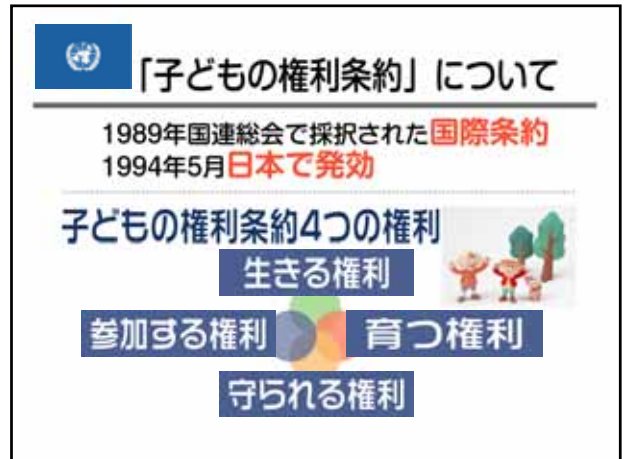 「子どもの権利条約」について
1989年国連総会で採択された国際条約
1994年5月日本で発効
子どもの権利条約4つの権利
生きる権利
参加する権利 育つ権利
守られる権利